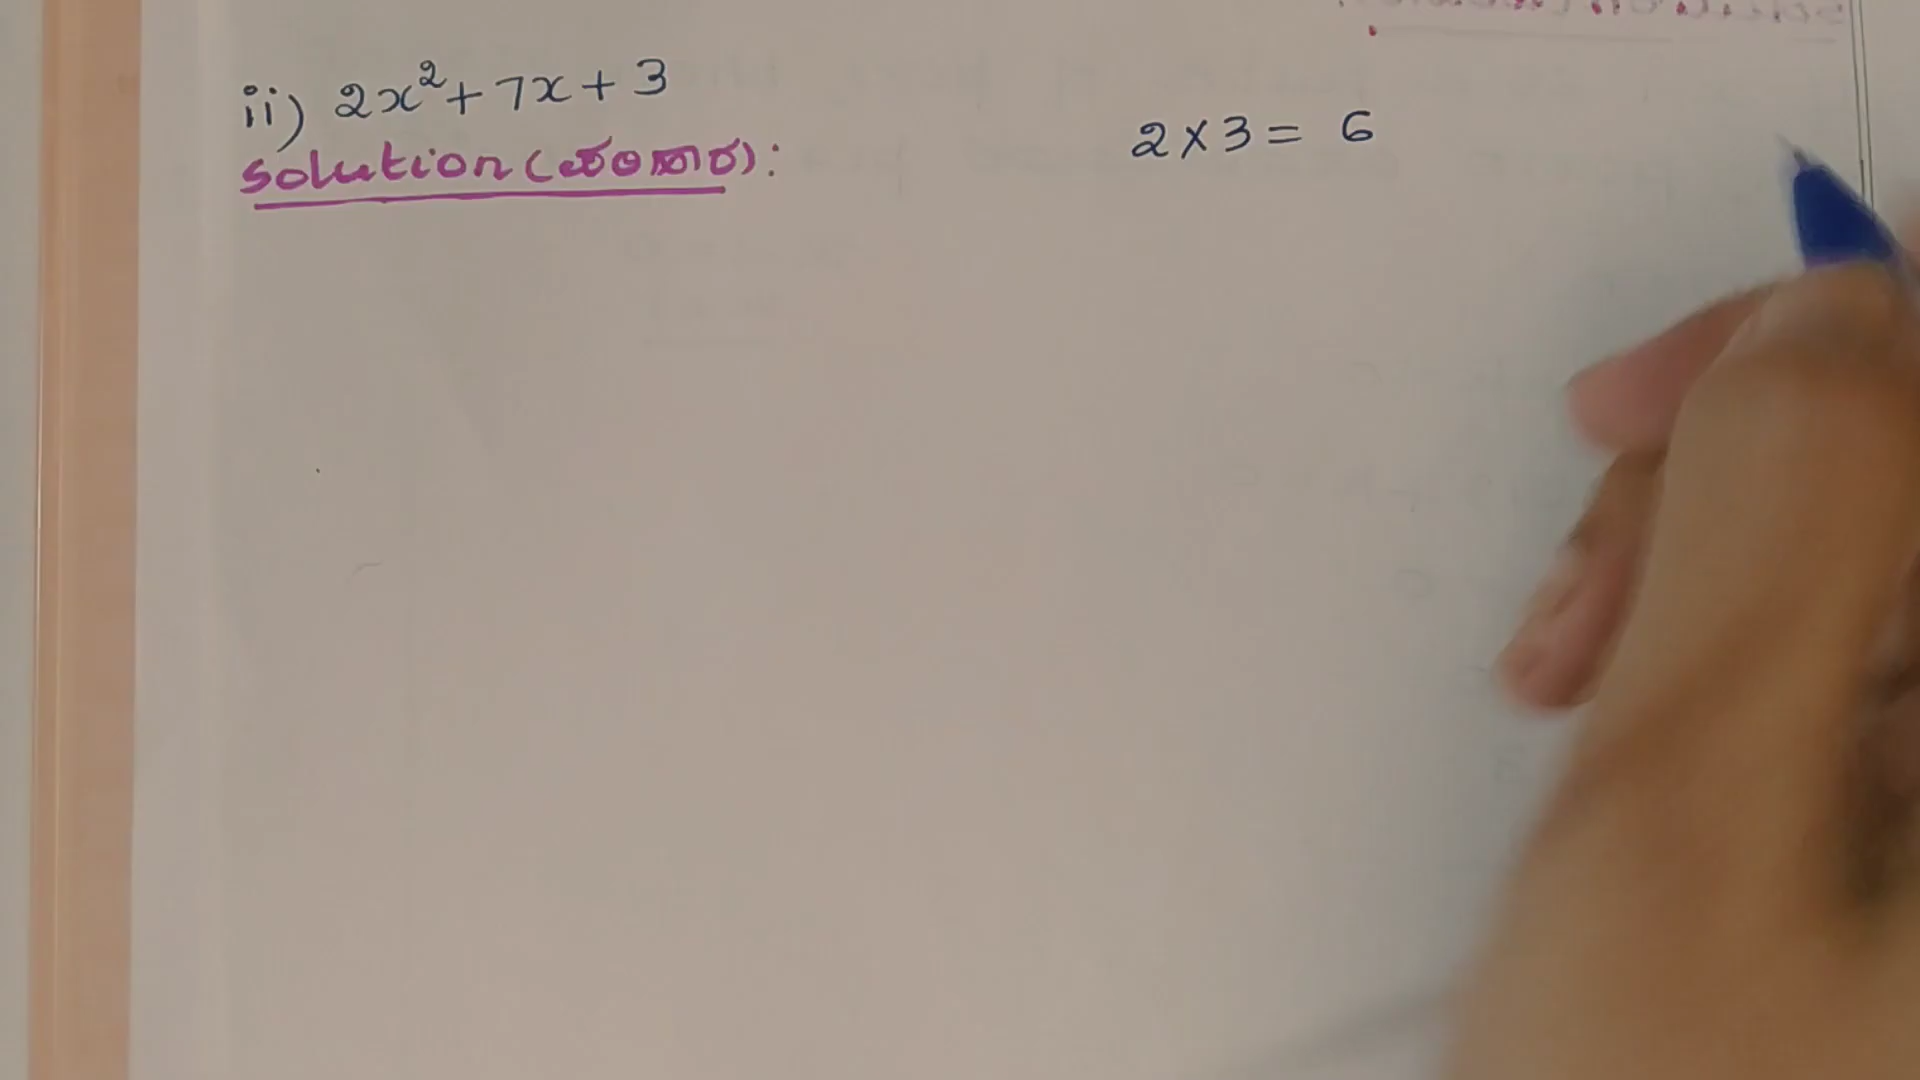 ii) 2x²+ 7x + 3
solution (ಪರಿಹಾರ):
2 × 3 = 6